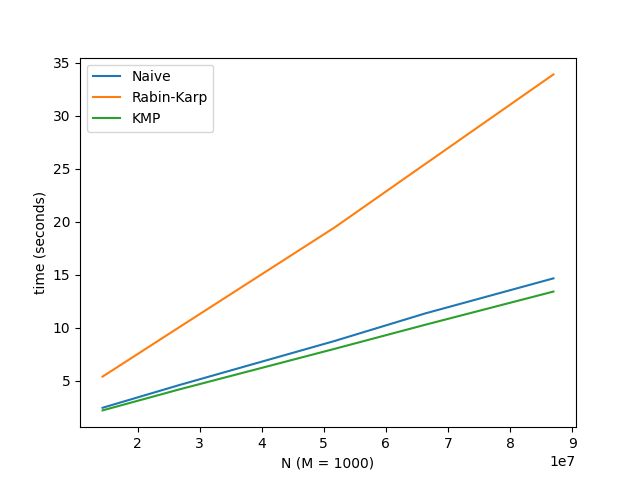 Naive
Rabin-Karp
KMP
time (seconds)
35
30
25
20
15
10
5
2 3 4 5 6 7 8 9
1e7
N (M = 1000)